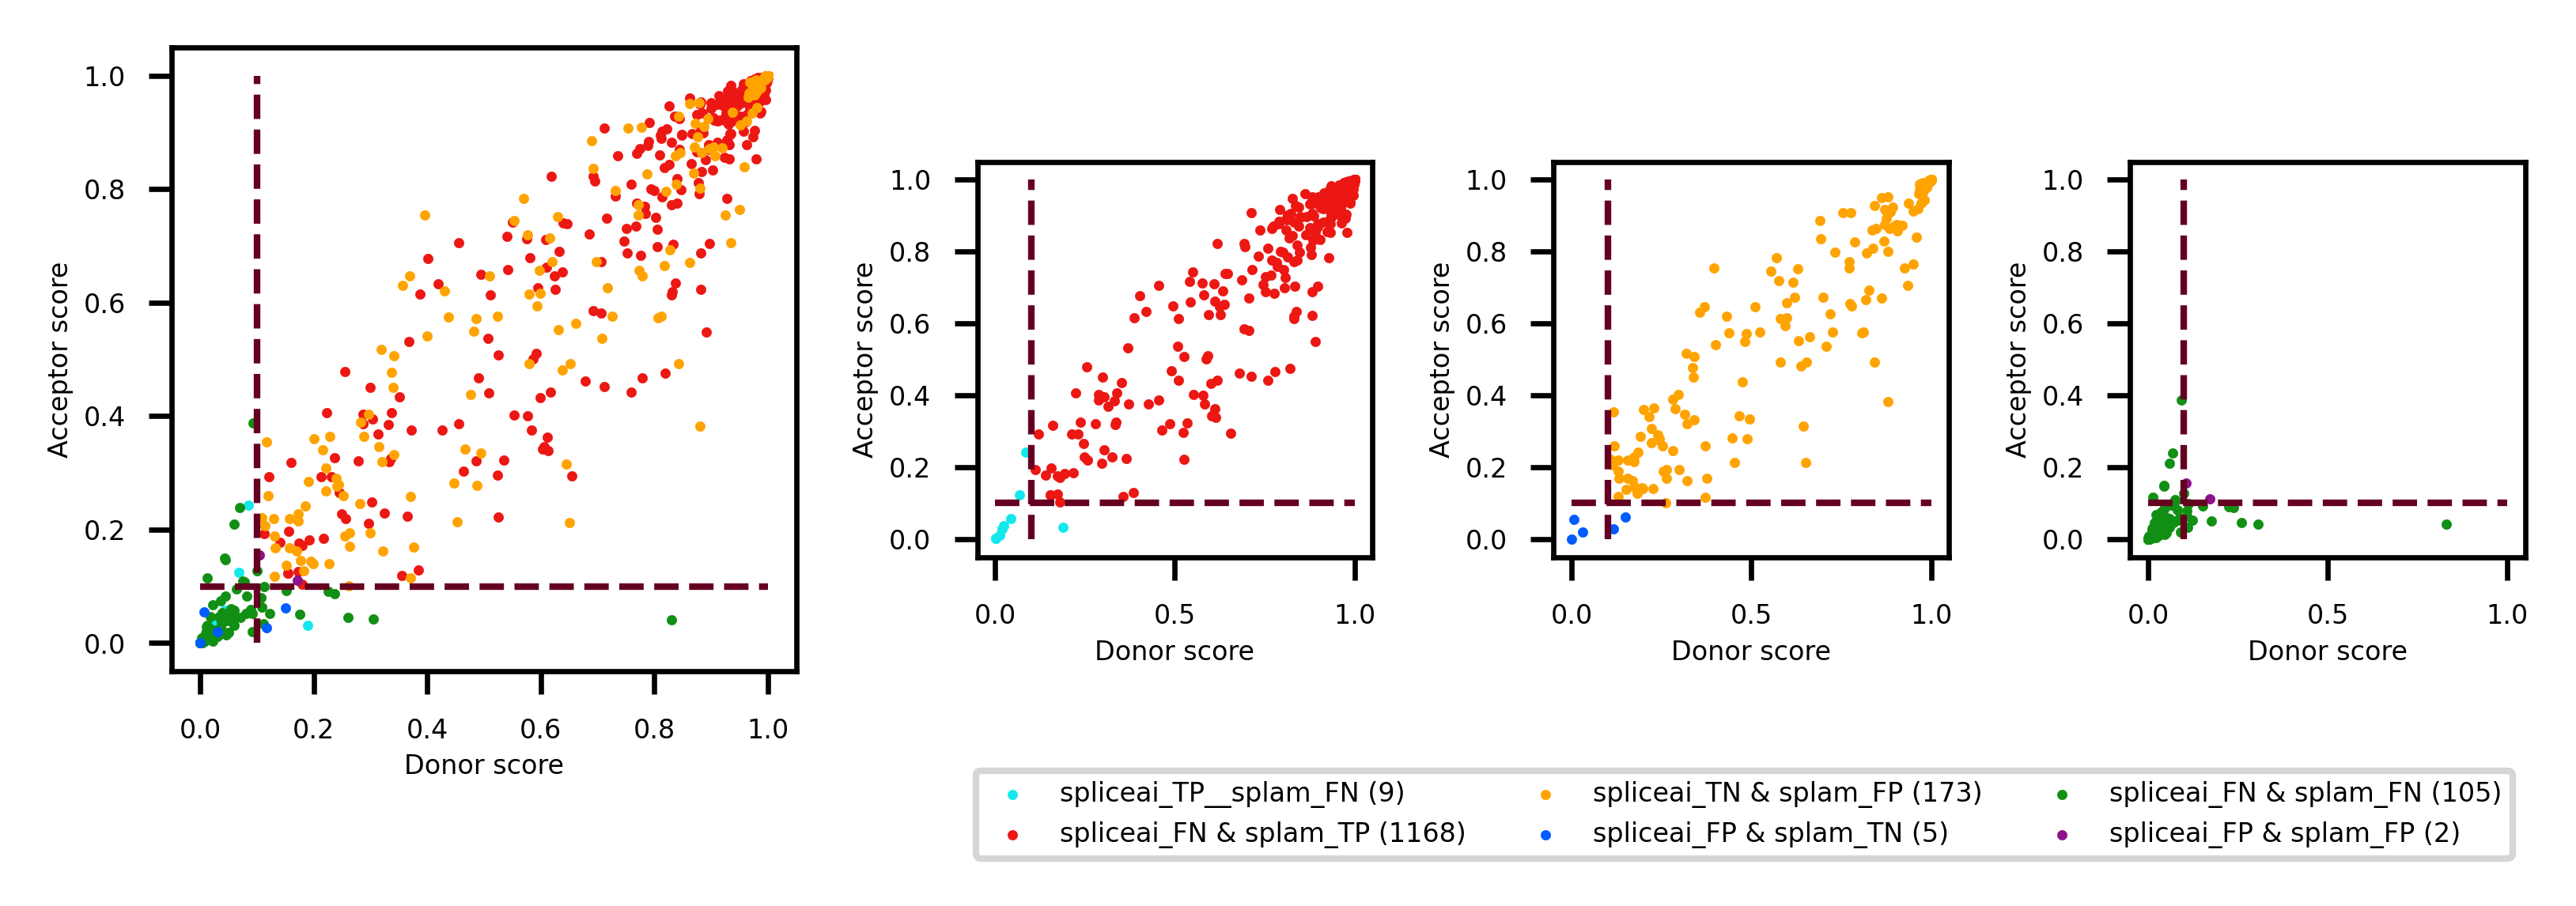 1.0
0.8
0.6
0.4
0.2
0.0
Acceptor score
0.0 0.2 0.4 0.6 0.8 1.0
Donor score
1.0
0.8
0.6
0.4
0.2
0.0
Acceptor score
0.0 0.5 1.0
Donor score
1.0
0.8
0.6
0.4
0.2
0.0
Acceptor score
0.0 0.5 1.0
Donor score
1.0
0.8
0.6
0.4
0.2
0.0
Acceptor score
0.0 0.5 1.0
Donor score
spliceai_TP__splam_FN (9)
spliceai_FN & splam_TP (1168)
spliceai_TN & splam_FP (173)
spliceai_FP & splam_TN (5)
spliceai_FN & splam_FN (105)
spliceai_FP & splam_FP (2)